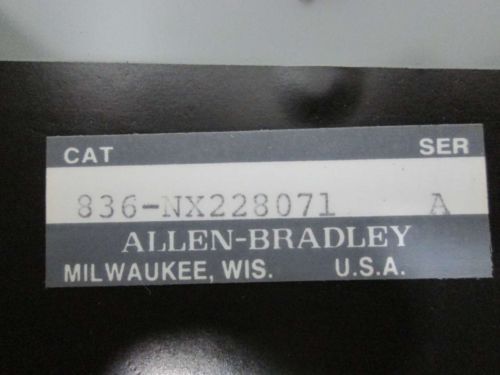 CAT SER
836-NX228071 A
ALLEN-BRADLEY
MILWAUKEE, WIS. U.S.A.